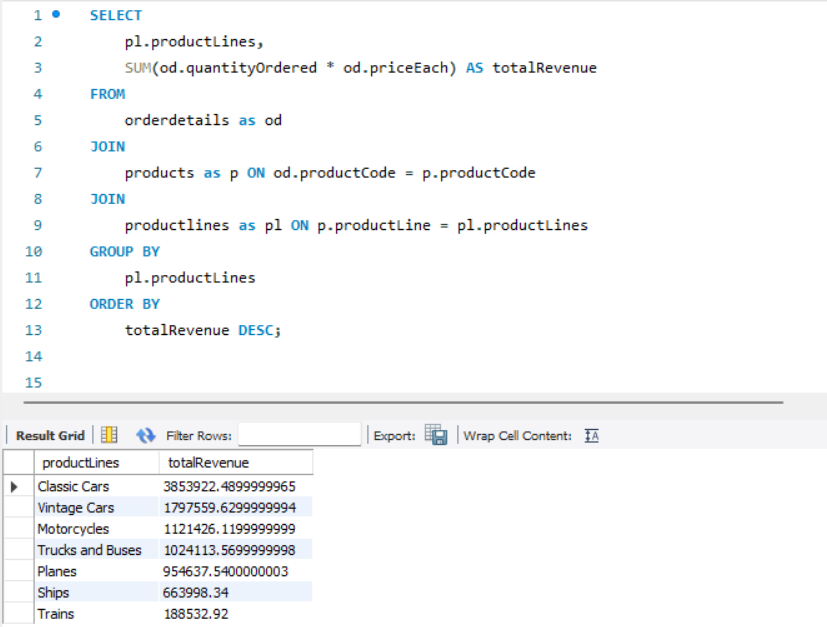 1 SELECT
2 pl.productLines,
3 SUM(od.quantityOrdered * od.priceEach) AS totalRevenue
4 FROM
5 orderdetails as od
6 JOIN
7 products as p ON od.productCode = p.productCode
8 JOIN
9 productlines as pl ON p.productLine = pl.productLines
10 GROUP BY
11 pl.productLines
12 ORDER BY
13 totalRevenue DESC;
14
15
Result Grid Filter Rows: Export: Wrap Cell Content: IA
productLines totalRevenue
Classic Cars 3853922.4899999965
Vintage Cars 1797559.6299999994
Motorcycles 1121426.1199999999
Trucks and Buses 1024113.5699999998
Planes 954637.5400000003
Ships 663998.34
Trains 188532.92